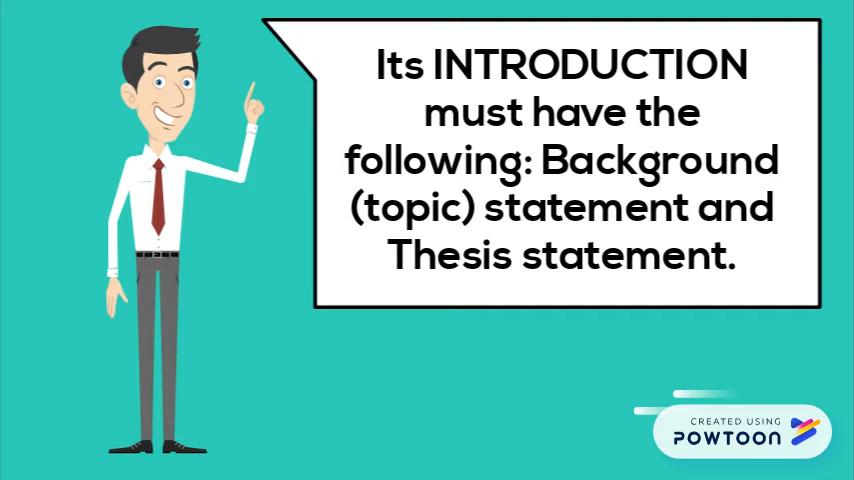 Its INTRODUCTION
must have the
following: Background
(topic) statement and
Thesis statement.
CREATED USING
POWTOON